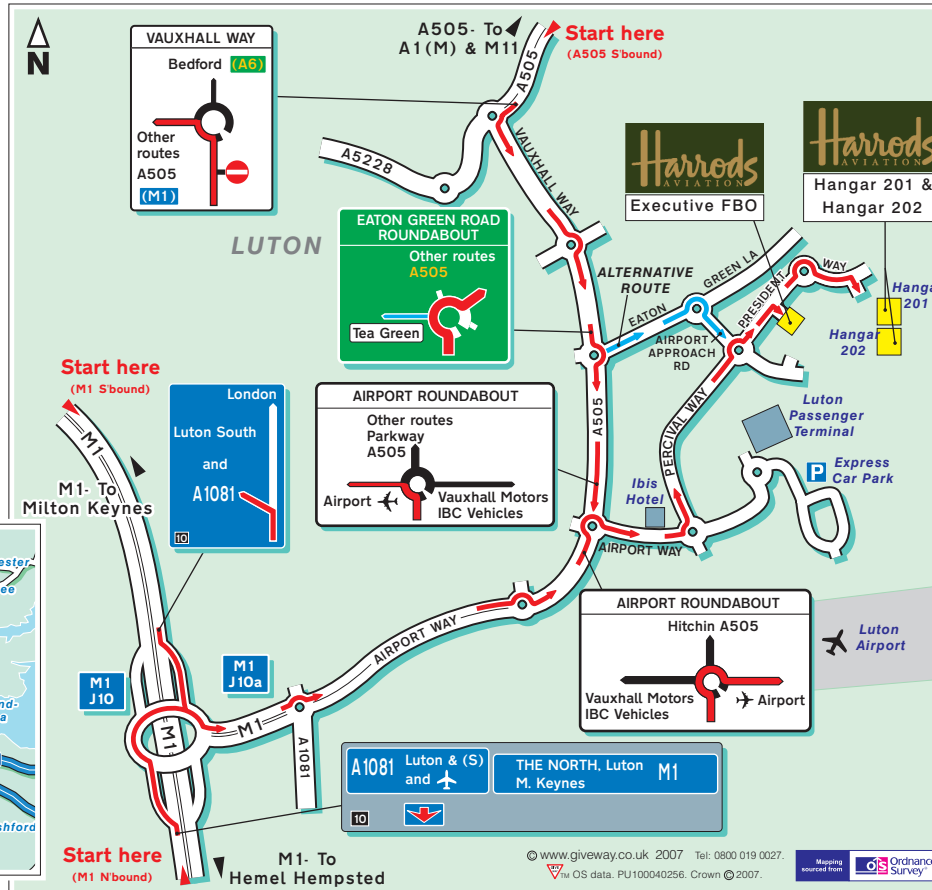 N
VAUXHALL WAY
Bedford (A6)
Other
routes
A505
(M1)
A505- To
A1(M) & M11
Start here
(A505 S'bound)
A505
A5228
VAUXHALL WAY
Harrods
AVIATION
Executive FBO
Harrods
AVIATION
Hangar 201 &
Hangar 202
LUTON
EATON GREEN ROAD
ROUNDABOUT
Other routes
A505
Tea Green
ALTERNATIVE
ROUTE
EATON
GREEN LA
PRESIDENT
WAY
Hangar
202
AIRPORT
APPROACH
RD
Start here
(M1 S'bound)
M1
M1- To
Milton Keynes
London
Luton South
and
A1081
10
AIRPORT ROUNDABOUT
Other routes
Parkway
A505
Airport
Vauxhall Motors
IBC Vehicles
A505
PERCIVAL WAY
Luton
Passenger
Terminal
P
Express
Car Park
Ibis
Hotel
AIRPORT WAY
AIRPORT ROUNDABOUT
Hitchin A505
Vauxhall Motors
IBC Vehicles
Airport
Luton
Airport
AIRPORT WAY
M1
J10
M1
J10a
M1
M1
A1081
A1081 Luton & (S)
and
10
THE NORTH, Luton
M. Keynes
M1
Start here
(M1 N'bound)
M1- To
Hemel Hempsted
© www.giveway.co.uk 2007 Tel: 0800 019 0027.
TM OS data. PU100040256. Crown © 2007.
Mapping
sourced from
OS
Ordnance
Survey
201